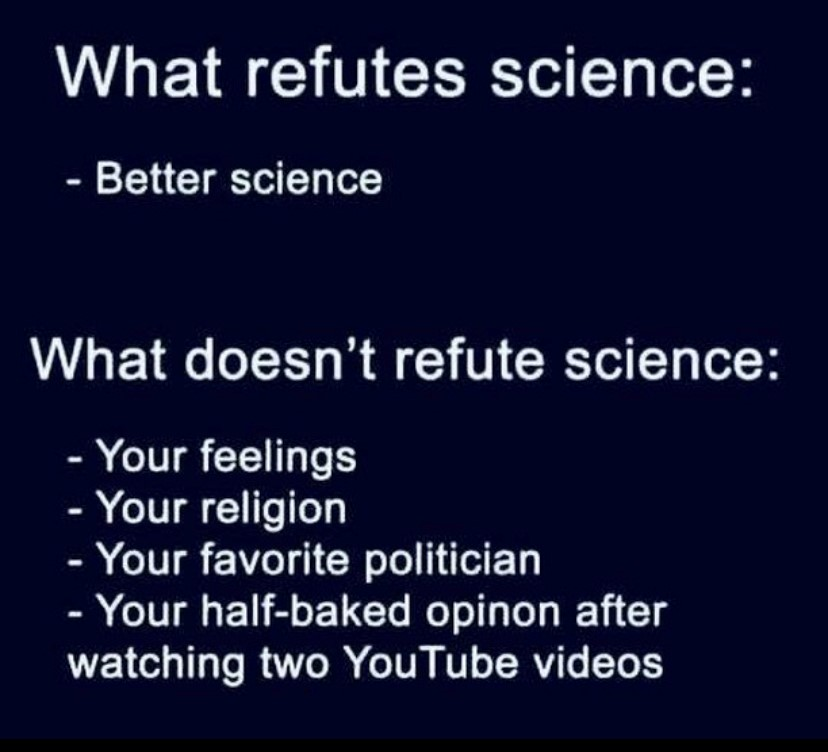 What refutes science:
- Better science
What doesn’t refute science:
- Your feelings
- Your religion
- Your favorite politician
- Your half-baked opinon after
watching two YouTube videos